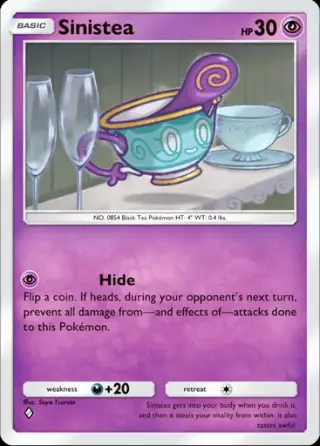 BASIC Sinistea HP30
NO. 0854 Black Tea Pokémon HT: 4" WT: 0.4 lbs.
Hide
Flip a coin. If heads, during your opponent's next turn,
prevent all damage from—and effects of—attacks done
to this Pokémon.
weakness +20 retreat
Illus. Saya Tsuruta
Sinistea gets into your body when you drink it,
and then it steals your vitality from within. It also
tastes awful.